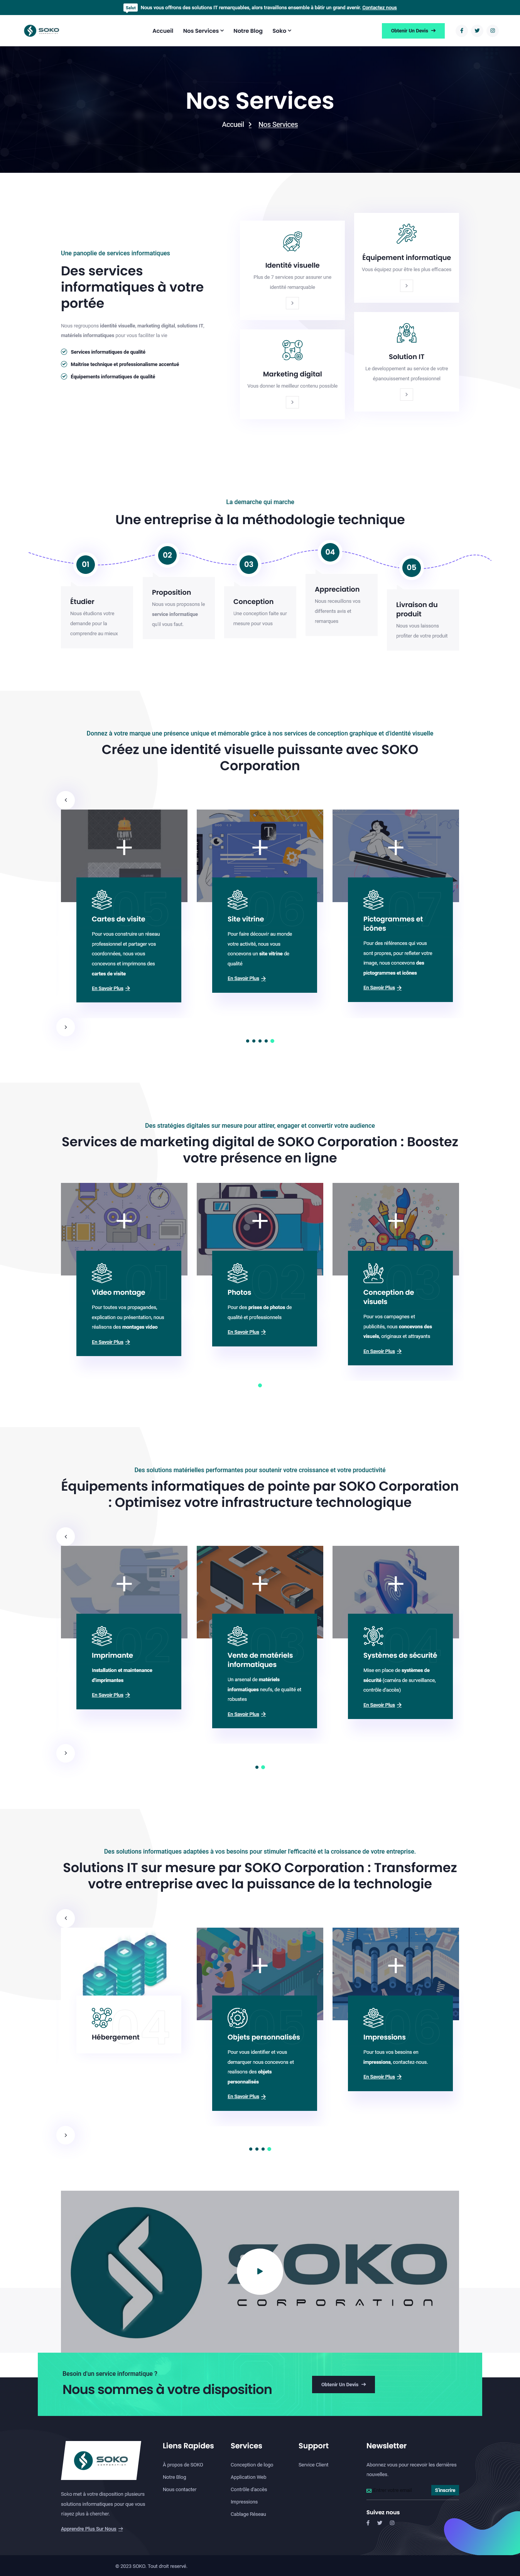 Salut Nous vous offrons des solutions IT remarquables, alors travaillons ensemble à bâtir un grand avenir. Contactez nous
SOKO
Accueil
Nos Services
Notre Blog
Soko
Obtenir Un Devis
Nos Services
Accueil
Nos Services
Une panoplie de services informatiques
Des services
informatiques à votre
portée
Nous regroupons identité visuelle, marketing digital, solutions IT,
matériels informatiques pour vous faciliter la vie
Services informatiques de qualité
Maitrise technique et professionalisme accentué
Équipements informatiques de qualité
Identité visuelle
Plus de 7 services pour assurer une
identité remarquable
Marketing digital
Vous donner le meilleur contenu possible
Équipement informatique
Vous équipez pour être les plus efficaces
Solution IT
Le developpement au service de votre
épanouissement professionnel
La demarche qui marche
Une entreprise à la méthodologie technique
01
Étudier
Nous étudions votre
demande pour la
comprendre au mieux
02
Proposition
Nous vous proposons le
service informatique
qu'il vous faut.
03
Conception
Une conception faite sur
mesure pour vous
04
Appreciation
Nous receuillons vos
differents avis et
remarques
05
Livraison du
produit
Nous vous laissons
profiter de votre produit
Donnez à votre marque une présence unique et mémorable grâce à nos services de conception graphique et d'identité visuelle
Créez une identité visuelle puissante avec SOKO
Corporation
Cartes de visite
Pour vous construire un réseau
professionnel et partager vos
coordonnées, nous vous
concevons et imprimons des
cartes de visite
En Savoir Plus
T
Site vitrine
Pour faire découvrir au monde
votre activité, nous vous
concevons un site vitrine de
qualité
En Savoir Plus
Pictogrammes et
icônes
Pour des références qui vous
sont propres, pour refleter votre
image, nous concevons des
pictogrammes et icônes
En Savoir Plus
Des stratégies digitales sur mesure pour attirer, engager et convertir votre audience
Services de marketing digital de SOKO Corporation : Boostez
votre présence en ligne
Video montage
Pour toutes vos propagandes,
explication ou présentation, nous
réalisons des montages video
En Savoir Plus
Photos
Pour des prises de photos de
qualité et professionnels
En Savoir Plus
Conception de
visuels
Pour vos campagnes et
publicités, nous concevons des
visuels, originaux et attrayants
En Savoir Plus
Des solutions matérielles performantes pour soutenir votre croissance et votre productivité
Équipements informatiques de pointe par SOKO Corporation
: Optimisez votre infrastructure technologique
Imprimante
Installation et maintenance
d'imprimantes
En Savoir Plus
Vente de matériels
informatiques
Un arsenal de matériels
informatiques neufs, de qualité et
robustes
En Savoir Plus
Systèmes de sécurité
Mise en place de systèmes de
sécurité (caméra de surveillance,
contrôle d'accès)
En Savoir Plus
Des solutions informatiques adaptées à vos besoins pour stimuler l'efficacité et la croissance de votre entreprise.
Solutions IT sur mesure par SOKO Corporation : Transformez
votre entreprise avec la puissance de la technologie
04
Hébergement
Objets personnalisés
Pour vous identifier et vous
demarquer nous concevons et
realisons des objets
personnalisés
En Savoir Plus
Impressions
Pour tous vos besoins en
impressions, contactez-nous.
En Savoir Plus
SOKO
CORPORATION
Besoin d'un service informatique ?
Nous sommes à votre disposition
Obtenir Un Devis
SOKO
CORPORATION
Soko met à votre disposition plusieurs
solutions informatiques pour que vous
n'ayez plus à chercher.
Apprendre Plus Sur Nous
Liens Rapides
À propos de SOKO
Notre Blog
Nous contacter
Services
Conception de logo
Application Web
Contrôle d'accès
Impressions
Cablage Réseau
Support
Service Client
Newsletter
Abonnez vous pour recevoir les dernières
nouvelles.
S'inscrire
Suivez nous
© 2023 SOKO. Tout droit reservé.